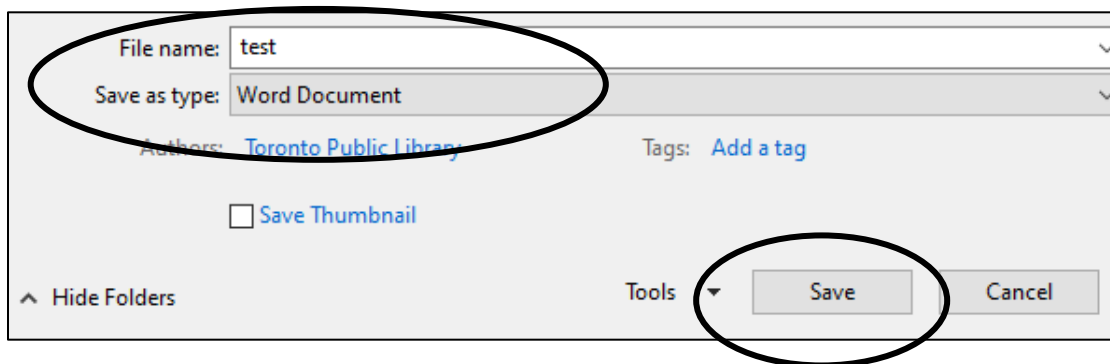 File name: test
Save as type: Word Document
Authors: Toronto Public Library Tags: Add a tag
Save Thumbnail
Hide Folders Tools Save Cancel